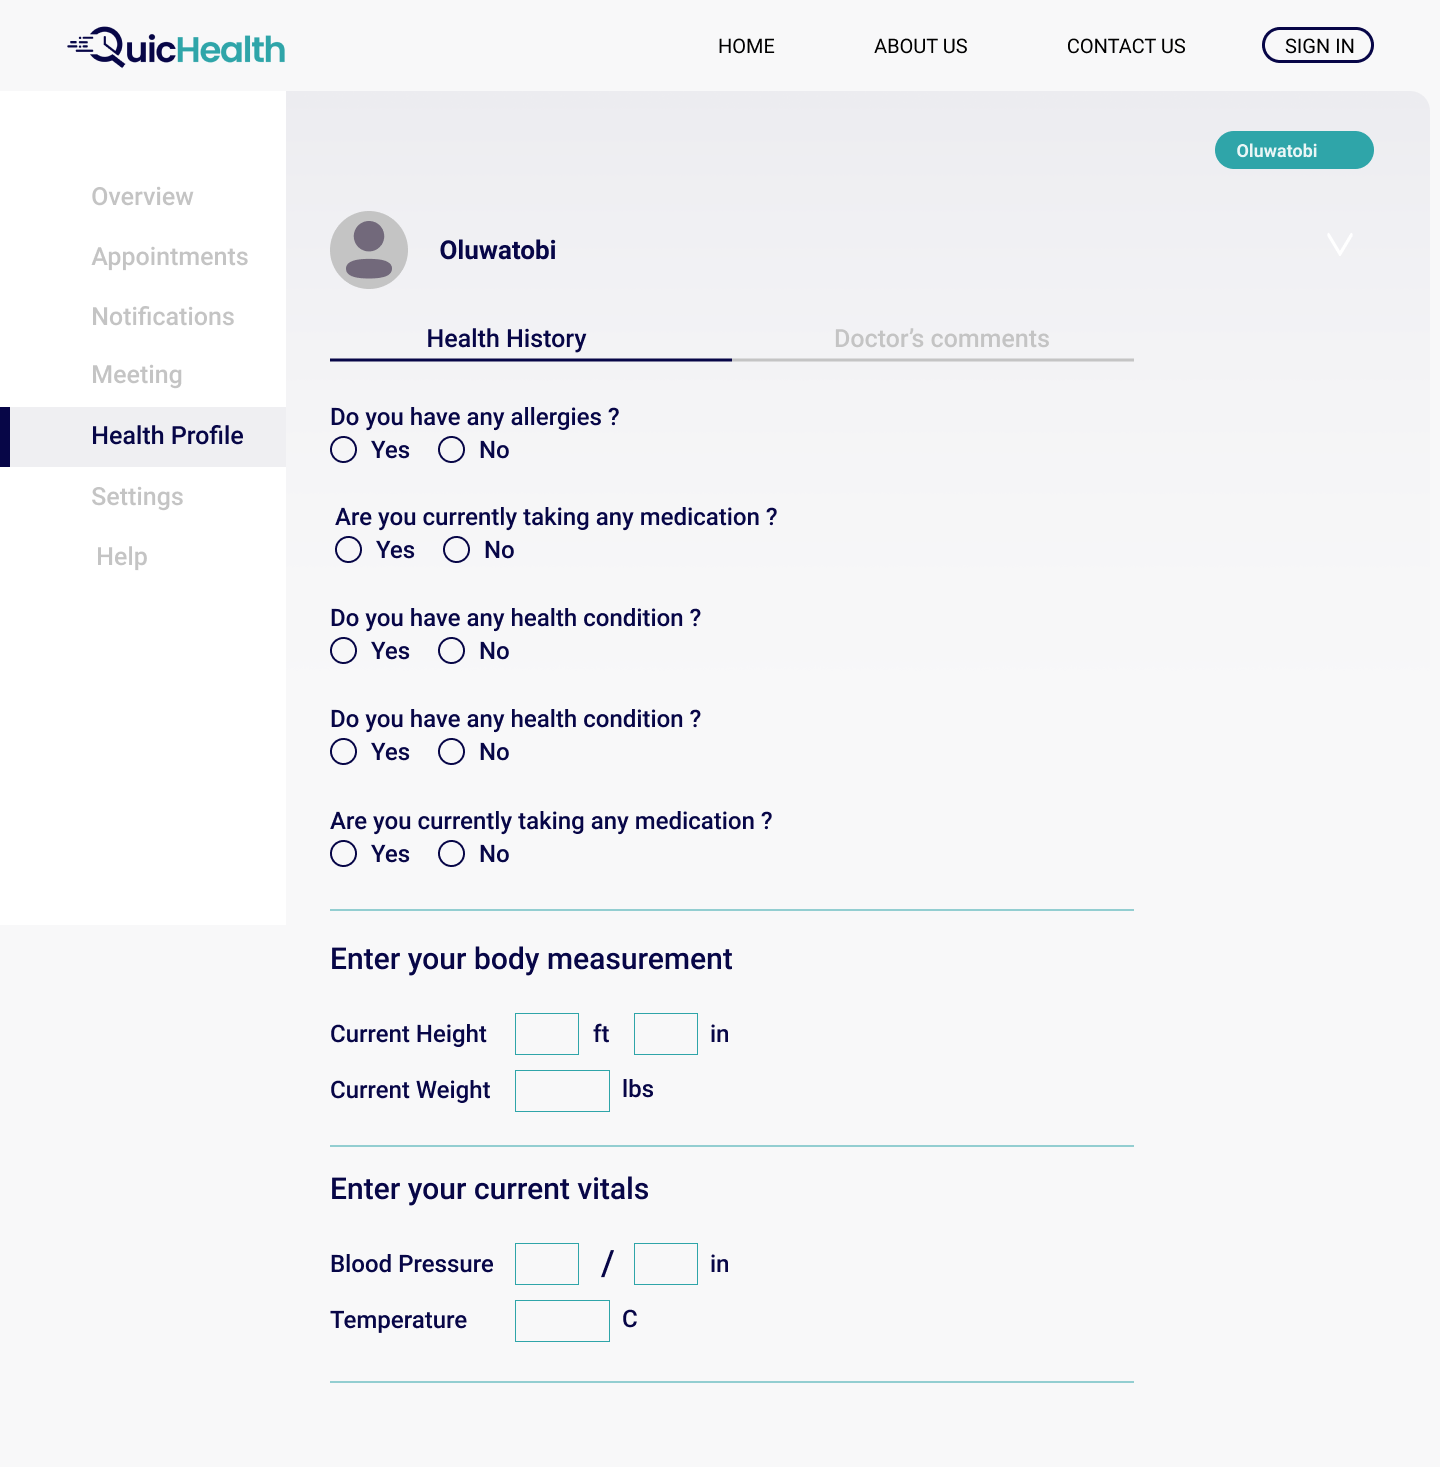 QuicHealth
HOME ABOUT US CONTACT US SIGN IN
Oluwatobi
Overview
Appointments
Notifications
Meeting
Health Profile
Settings
Help
Oluwatobi
Health History Doctor’s comments
Do you have any allergies ?
Yes No
Are you currently taking any medication ?
Yes No
Do you have any health condition ?
Yes No
Do you have any health condition ?
Yes No
Are you currently taking any medication ?
Yes No
Enter your body measurement
Current Height ft in
Current Weight lbs
Enter your current vitals
Blood Pressure / in
Temperature C